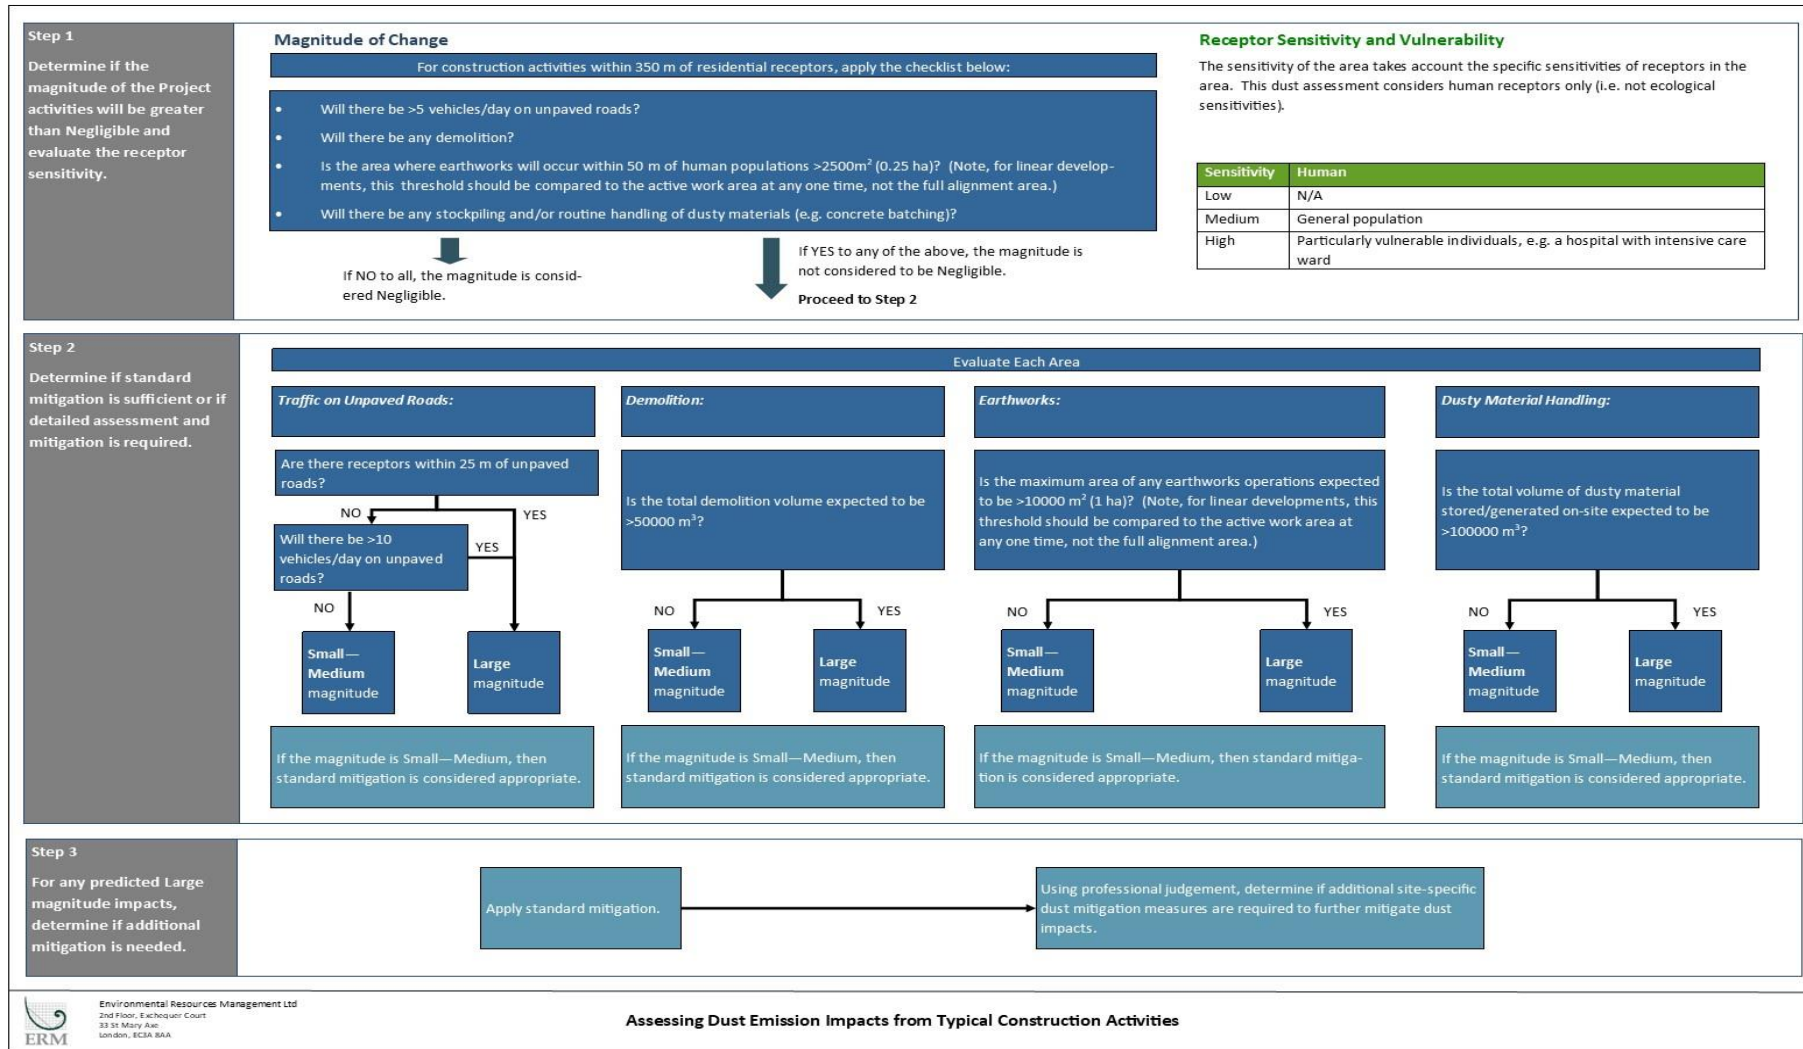 Step 1
Determine if the
magnitude of the Project
activities will be greater
than Negligible and
evaluate the receptor
sensitivity.
Magnitude of Change
For construction activities within 350 m of residential receptors, apply the checklist below:
• Will there be >5 vehicles/day on unpaved roads?
• Will there be any demolition?
• Is the area where earthworks will occur within 50 m of human populations >2500m² (0.25 ha)? (Note, for linear develop-
ments, this threshold should be compared to the active work area at any one time, not the full alignment area.)
• Will there be any stockpiling and/or routine handling of dusty materials (e.g. concrete batching)?
If NO to all, the magnitude is consid-
ered Negligible.
If YES to any of the above, the magnitude is
not considered to be Negligible.
Proceed to Step 2
Receptor Sensitivity and Vulnerability
The sensitivity of the area takes account the specific sensitivities of receptors in the
area. This dust assessment considers human receptors only (i.e. not ecological
sensitivities).
Sensitivity Human
Low N/A
Medium General population
High Particularly vulnerable individuals, e.g. a hospital with intensive care
ward
Step 2
Determine if standard
mitigation is sufficient or if
detailed assessment and
mitigation is required.
Evaluate Each Area
Traffic on Unpaved Roads:
Are there receptors within 25 m of unpaved
roads?
NO
YES
Will there be >10
vehicles/day on unpaved
roads?
YES
NO
Small—
Medium
magnitude
Large
magnitude
If the magnitude is Small—Medium, then
standard mitigation is considered appropriate.
Demolition:
Is the total demolition volume expected to be
>50000 m³?
NO
YES
Small—
Medium
magnitude
Large
magnitude
If the magnitude is Small—Medium, then
standard mitigation is considered appropriate.
Earthworks:
Is the maximum area of any earthworks operations expected
to be >10000 m² (1 ha)? (Note, for linear developments, this
threshold should be compared to the active work area at
any one time, not the full alignment area.)
NO
YES
Small—
Medium
magnitude
Large
magnitude
If the magnitude is Small—Medium, then standard mitiga-
tion is considered appropriate.
Dusty Material Handling:
Is the total volume of dusty material
stored/generated on-site expected to be
>100000 m³?
NO
YES
Small—
Medium
magnitude
Large
magnitude
If the magnitude is Small—Medium, then
standard mitigation is considered appropriate.
Step 3
For any predicted Large
magnitude impacts,
determine if additional
mitigation is needed.
Apply standard mitigation.
Using professional judgement, determine if additional site-specific
dust mitigation measures are required to further mitigate dust
impacts.
ERM
Environmental Resources Management Ltd
2nd Floor, Exchequer Court
33 St Mary Axe
London, EC3A 8AA
Assessing Dust Emission Impacts from Typical Construction Activities